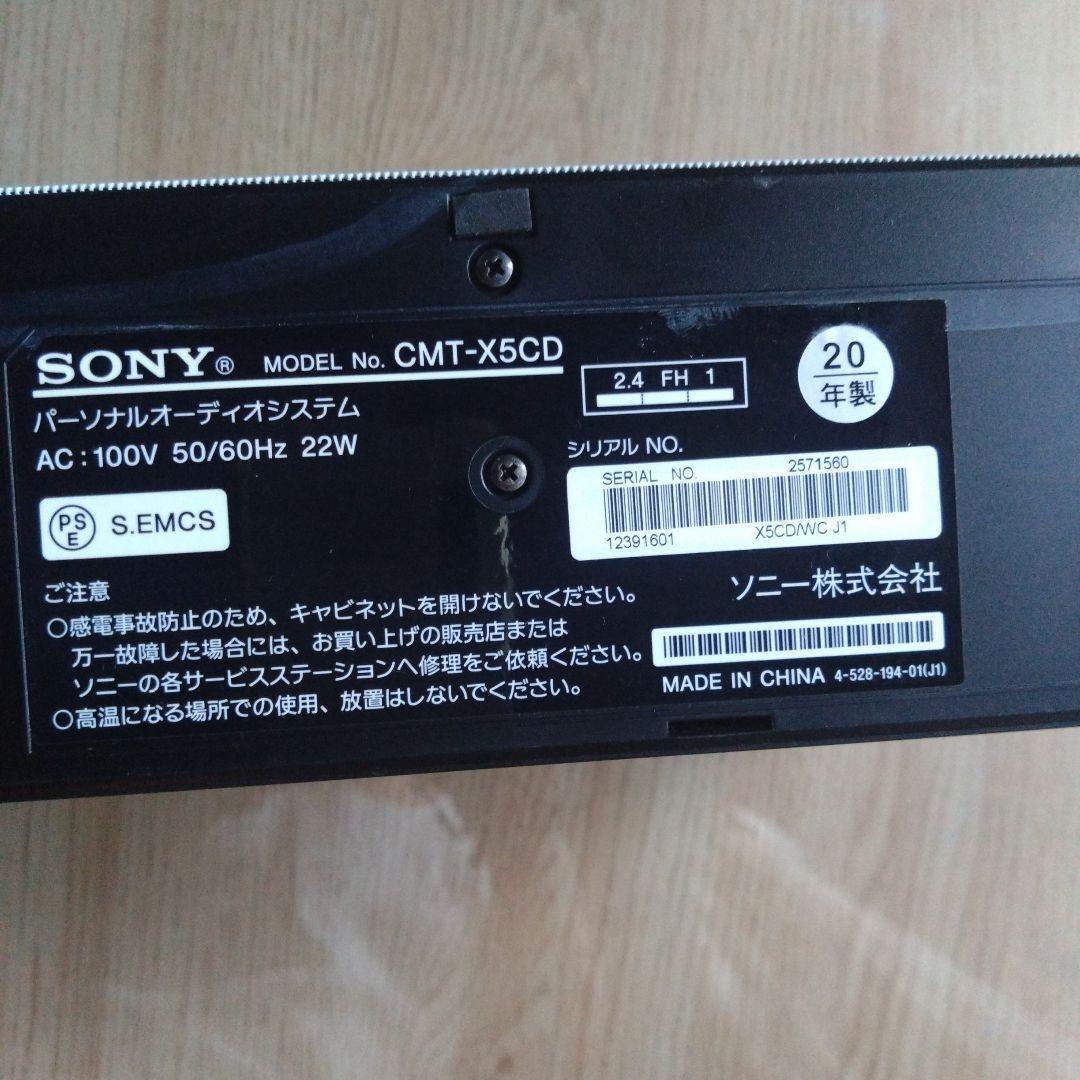 SONY® MODEL No. CMT-X5CD
パーソナルオーディオシステム
AC : 100V 50/60Hz 22W
2.4 FH 1
20
年製
PS
E
S.EMCS
シリアル NO.
SERIAL NO. 2571560
12391601 X5CD/WC J1
ソニー株式会社
ご注意
○感電事故防止のため、キャビネットを開けないでください。
万一故障した場合には、お買い上げの販売店または
ソニーの各サービスステーションへ修理をご依頼ください。
○高温になる場所での使用、放置はしないでください。
MADE IN CHINA 4-528-194-01(J1)